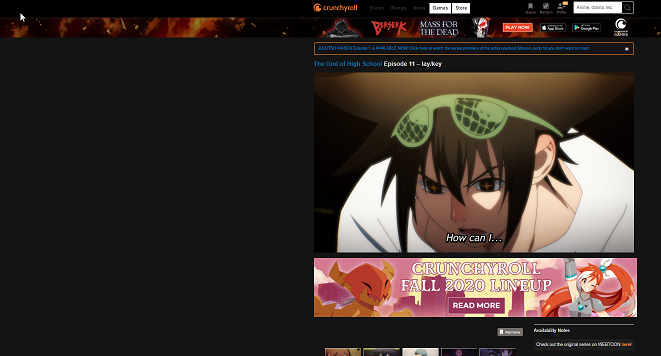 crunchyroll Shows Manga News Games Store Queue Random Profile Anime, drama, etc.
BERSERK MASS FOR THE DEAD PLAY NOW App Store Google Play crunchyroll GAMES
JUJUTSU KAISEN Episode 1 is AVAILABLE NOW! Click here to watch the series premiere of the action-packed Shonen Jump hit you don't want to miss!
The God of High School Episode 11 – lay/key
How can I...
CRUNCHYROLL
FALL 2020 LINEUP
READ MORE
Remove
Availability Notes
Check out the original series on WEBTOON here!